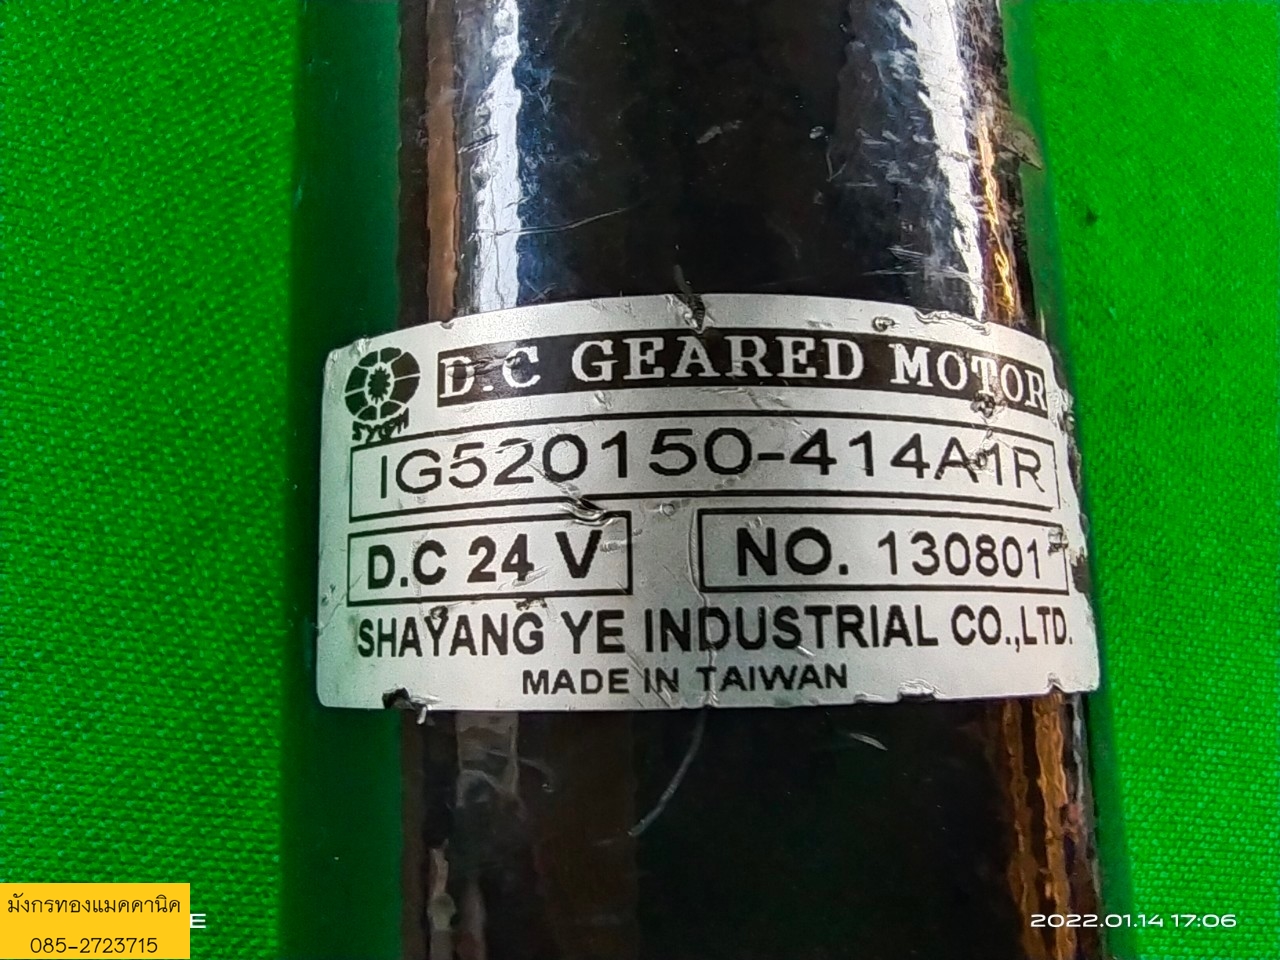 D.C GEARED MOTOR
IG520150-414A1R
D.C 24 V
NO. 130801
SHAYANG YE INDUSTRIAL CO.,LTD.
MADE IN TAIWAN
มังกรทองแมคคานิค
085-2723715
2022.01.14 17:06